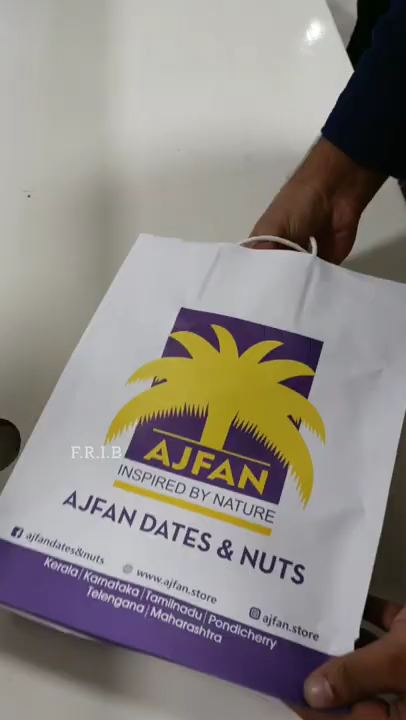 F.R.I.B
AJFAN
INSPIRED BY NATURE
AJFAN DATES & NUTS
ajfandates&nuts
www.ajfan.store
ajfan.store
Kerala/Karnataka/Tamilnadu/Pondicherry
Telengana/Maharashtra